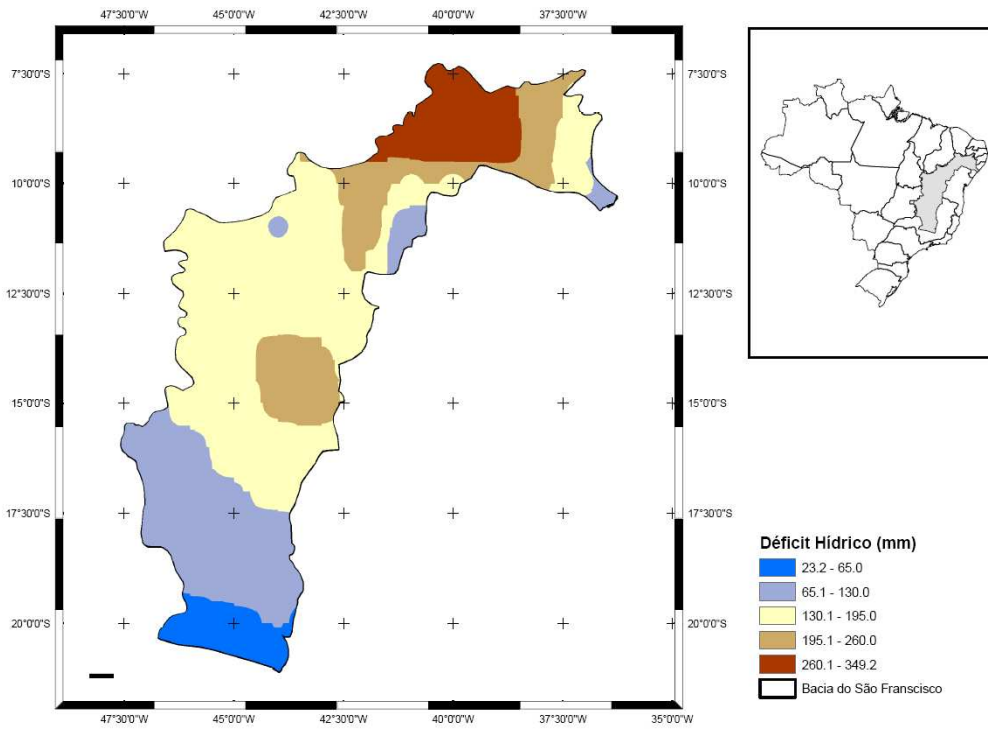 47°30'0"W 45°0'0"W 42°30'0"W 40°0'0"W 37°30'0"W
7°30'0"S 7°30'0"S
10°0'0"S 10°0'0"S
12°30'0"S 12°30'0"S
15°0'0"S 15°0'0"S
17°30'0"S 17°30'0"S
20°0'0"S 20°0'0"S
47°30'0"W 45°0'0"W 42°30'0"W 40°0'0"W 37°30'0"W 35°0'0"W
Déficit Hídrico (mm)
23.2 - 65.0
65.1 - 130.0
130.1 - 195.0
195.1 - 260.0
260.1 - 349.2
Bacia do São Franscisco